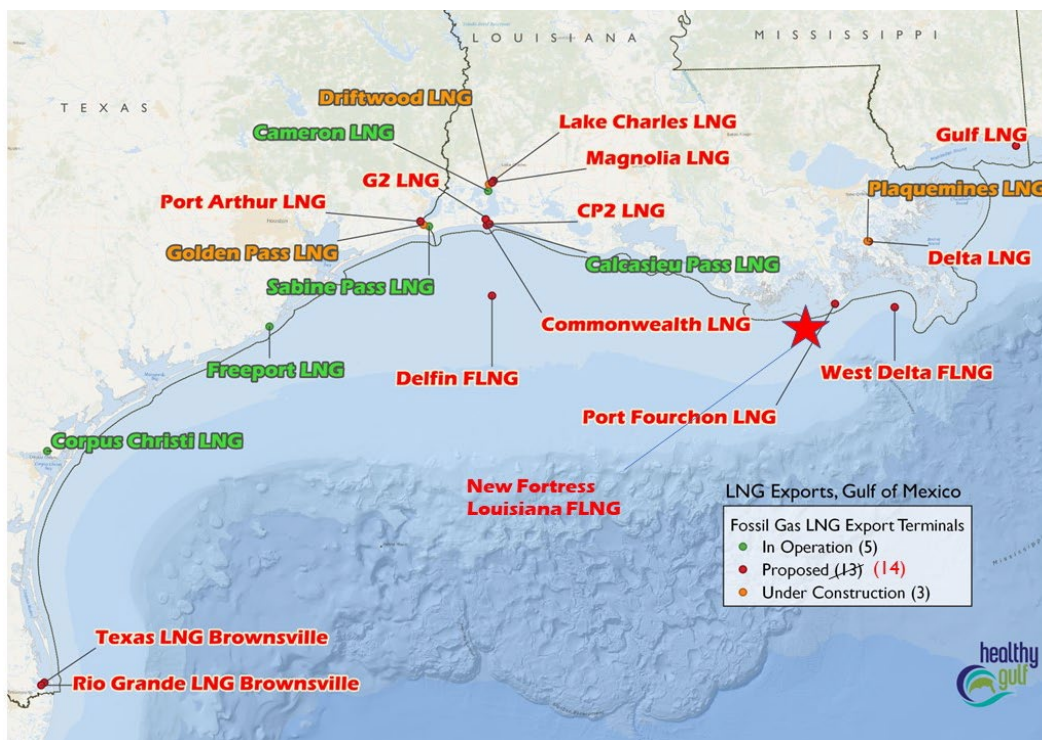 LOUISIANA
MISSISSIPPI
TEXAS
Driftwood LNG
Cameron LNG
Lake Charles LNG
Magnolia LNG
Gulf LNG
G2 LNG
Port Arthur LNG
CP2 LNG
Plaquemines LNG
Golden Pass LNG
Calcasieu Pass LNG
Delta LNG
Sabine Pass LNG
Commonwealth LNG
Freeport LNG
Delfin FLNG
West Delta FLNG
Port Fourchon LNG
Corpus Christi LNG
New Fortress
Louisiana FLNG
LNG Exports, Gulf of Mexico
Fossil Gas LNG Export Terminals
In Operation (5)
Proposed (13) (14)
Under Construction (3)
Texas LNG Brownsville
Rio Grande LNG Brownsville
healthy
gulf